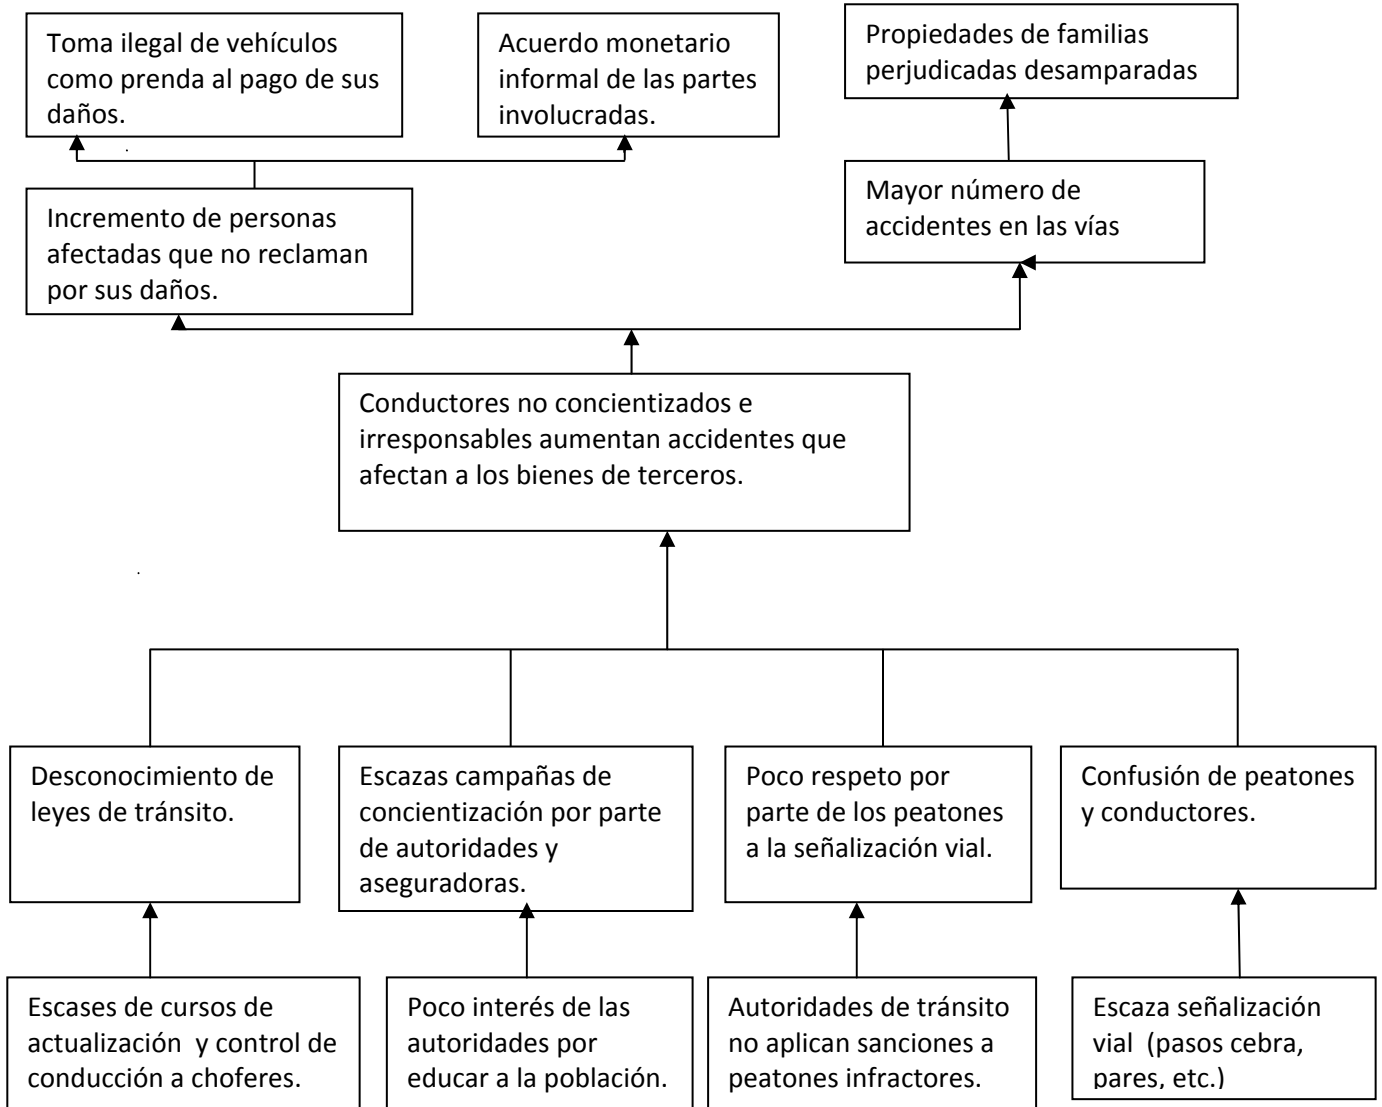 Toma ilegal de vehículos
como prenda al pago de sus
daños.
Acuerdo monetario
informal de las partes
involucradas.
Propiedades de familias
perjudicadas desamparadas
Incremento de personas
afectadas que no reclaman
por sus daños.
Mayor número de
accidentes en las vías
Conductores no concientizados e
irresponsables aumentan accidentes que
afectan a los bienes de terceros.
Desconocimiento de
leyes de tránsito.
Escazas campañas de
concientización por parte
de autoridades y
aseguradoras.
Poco respeto por
parte de los peatones
a la señalización vial.
Confusión de peatones
y conductores.
Escases de cursos de
actualización y control de
conducción a choferes.
Poco interés de las
autoridades por
educar a la población.
Autoridades de tránsito
no aplican sanciones a
peatones infractores.
Escaza señalización
vial (pasos cebra,
pares, etc.)